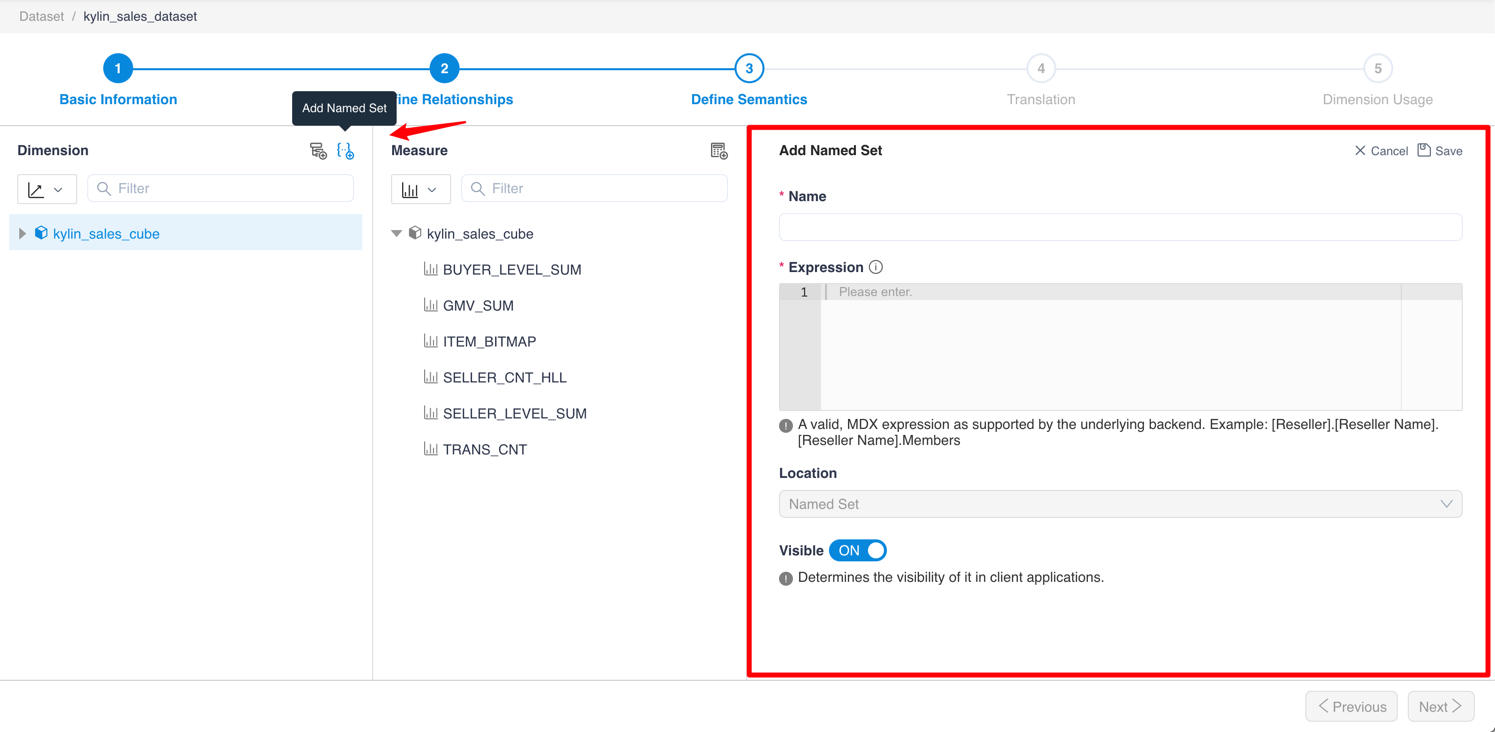 Dataset / kylin_sales_dataset
1 2 3 4 5
Basic Information
ine Relationships
Define Semantics
Translation
Dimension Usage
Add Named Set
Dimension
Filter
kylin_sales_cube
Measure
Filter
kylin_sales_cube
BUYER_LEVEL_SUM
GMV_SUM
ITEM_BITMAP
SELLER_CNT_HLL
SELLER_LEVEL_SUM
TRANS_CNT
Add Named Set
Cancel Save
* Name
* Expression
1 Please enter.
A valid, MDX expression as supported by the underlying backend. Example: [Reseller].[Reseller Name].
[Reseller Name].Members
Location
Named Set
Visible ON
Determines the visibility of it in client applications.
Previous Next